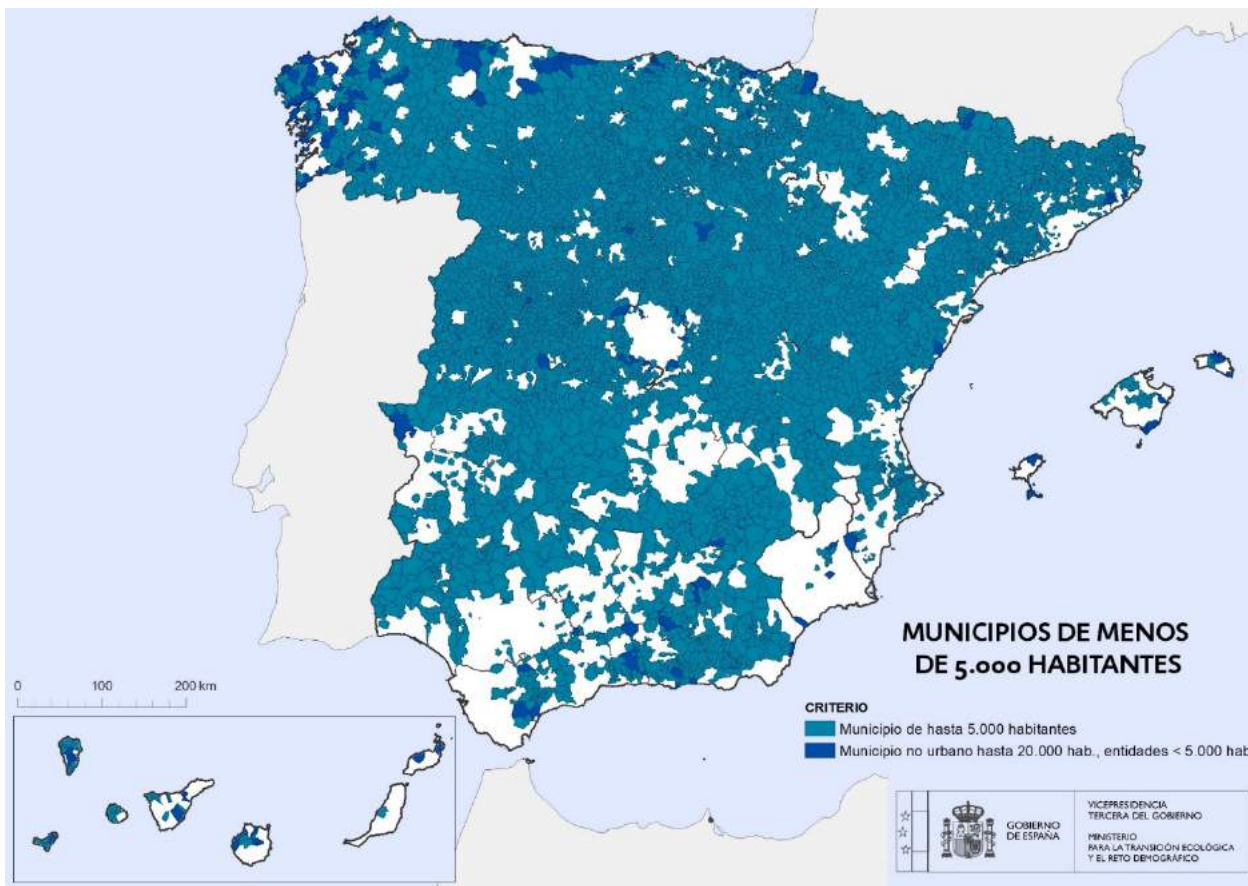 MUNICIPIOS DE MENOS
DE 5.000 HABITANTES
CRITERIO
Municipio de hasta 5.000 habitantes
Municipio no urbano hasta 20.000 hab., entidades < 5.000 hab
0 100 200 km
GOBIERNO
DE ESPAÑA
VICEPRESIDENCIA
TERCERA DEL GOBIERNO
MINISTERIO
PARA LA TRANSICIÓN ECOLÓGICA
Y EL RETO DEMOGRÁFICO